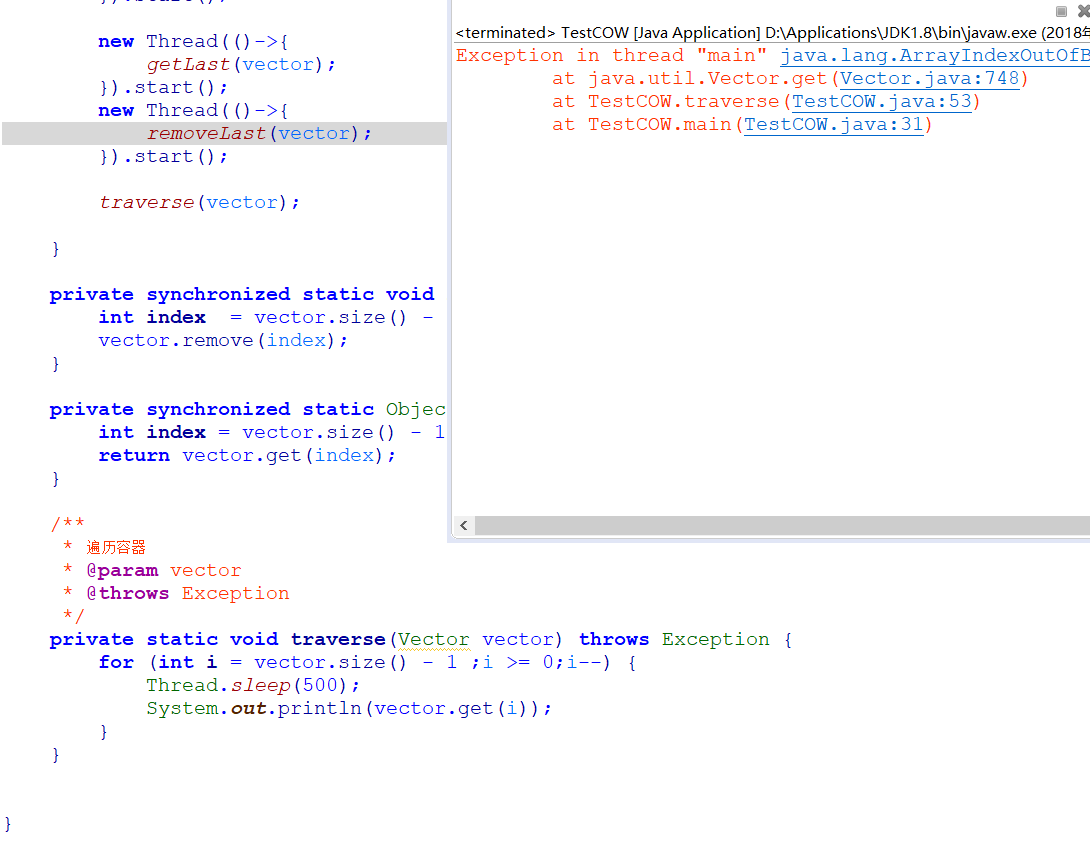 new Thread(()->{
getLast(vector);
}).start();
new Thread(()->{
removeLast(vector);
}).start();
traverse(vector);
}
private synchronized static void
int index  = vector.size() -
vector.remove(index);
}
private synchronized static Objec
int index = vector.size() - 1
return vector.get(index);
}
/**
* 遍历容器
* @param vector
* @throws Exception
*/
private static void traverse(Vector vector) throws Exception {
for (int i = vector.size() - 1 ;i >= 0;i--) {
Thread.sleep(500);
System.out.println(vector.get(i));
}
}
}
<terminated> TestCOW [Java Application] D:\Applications\JDK1.8\bin\javaw.exe (2018年
Exception in thread "main" java.lang.ArrayIndexOutOfB
at java.util.Vector.get(Vector.java:748)
at TestCOW.traverse(TestCOW.java:53)
at TestCOW.main(TestCOW.java:31)